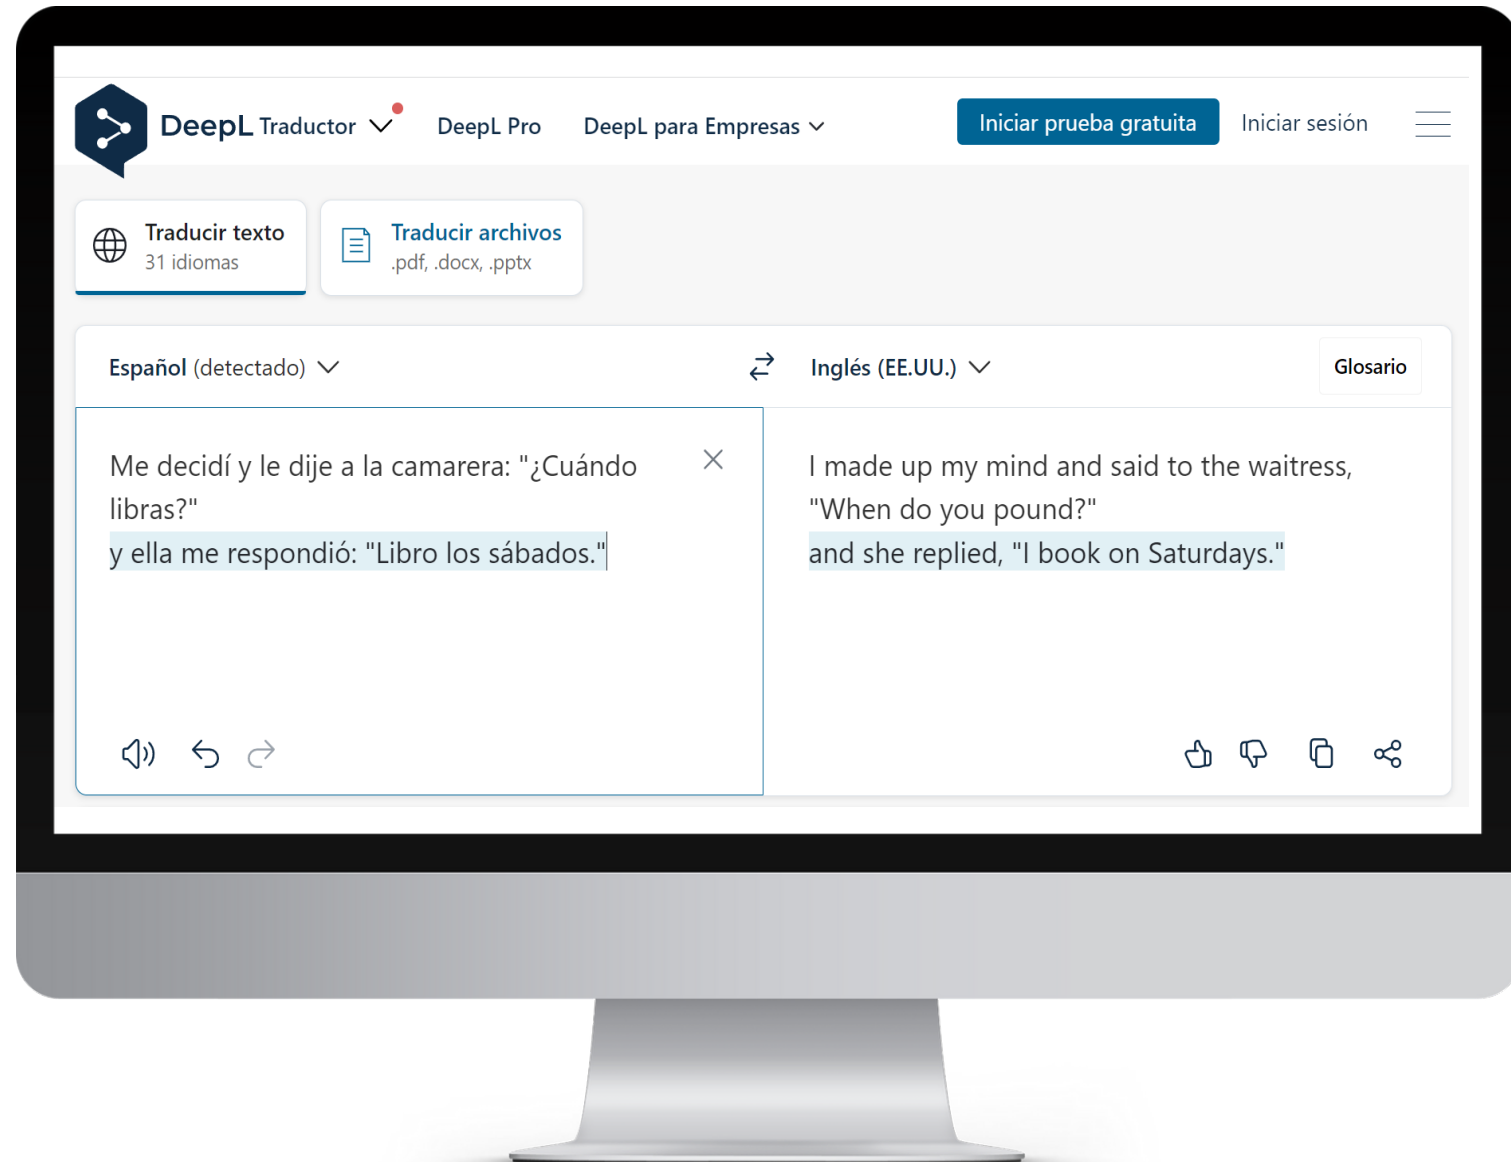 DeepL Traductor DeepL Pro DeepL para Empresas Iniciar prueba gratuita Iniciar sesión
Traducir texto
31 idiomas
Traducir archivos
.pdf, .docx, .pptx
Español (detectado) Inglés (EE.UU.) Glosario
Me decidí y le dije a la camarera: "¿Cuándo
libras?"
y ella me respondió: "Libro los sábados."
I made up my mind and said to the waitress,
"When do you pound?"
and she replied, "I book on Saturdays."